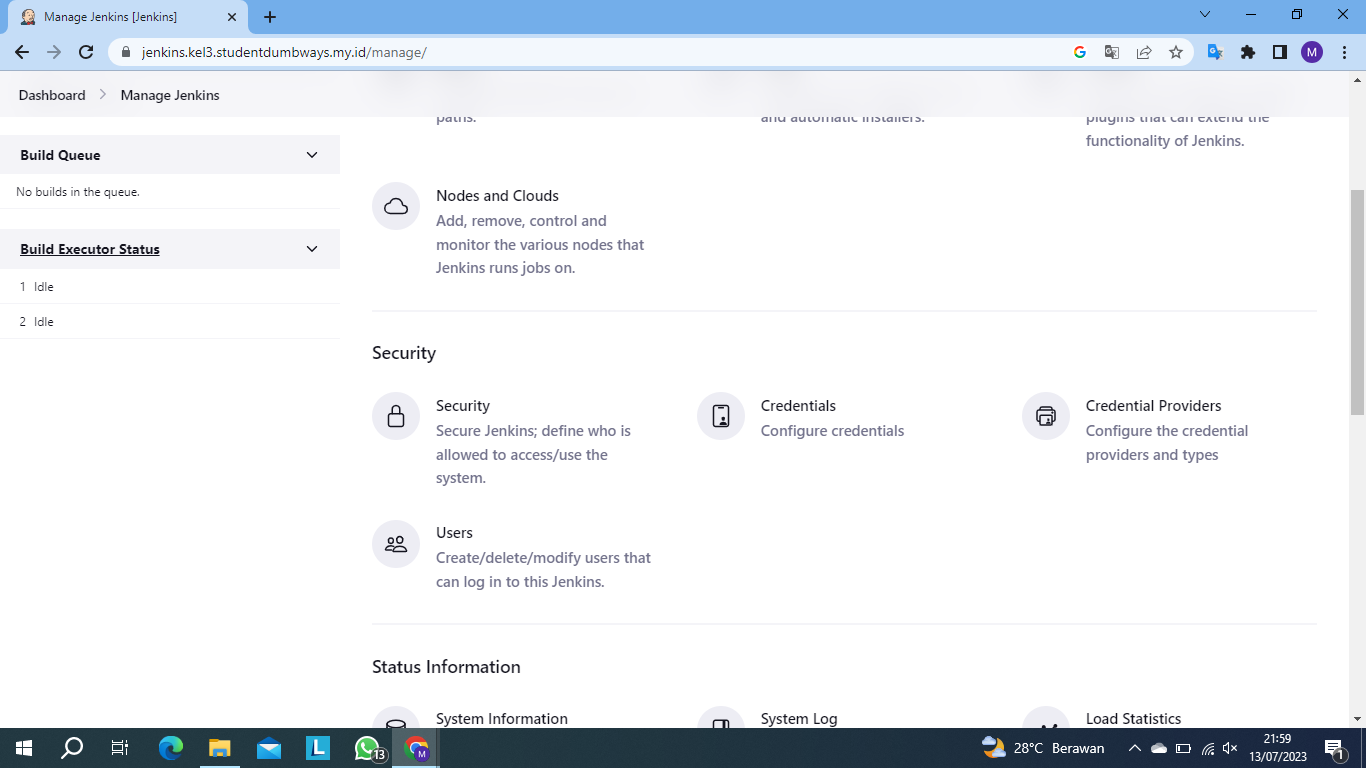 Manage Jenkins [Jenkins]
jenkins.kel3.studentdumbways.my.id/manage/
M
Dashboard
Manage Jenkins
paths.
and automatic installers.
plugins that can extend the
functionality of Jenkins.
Build Queue
No builds in the queue.
Build Executor Status
1 Idle
2 Idle
Nodes and Clouds
Add, remove, control and
monitor the various nodes that
Jenkins runs jobs on.
Security
Security
Secure Jenkins; define who is
allowed to access/use the
system.
Credentials
Configure credentials
Credential Providers
Configure the credential
providers and types
Users
Create/delete/modify users that
can log in to this Jenkins.
Status Information
System Information
System Log
Load Statistics
L
13
M
28°C Berawan
21:59
13/07/2023
1